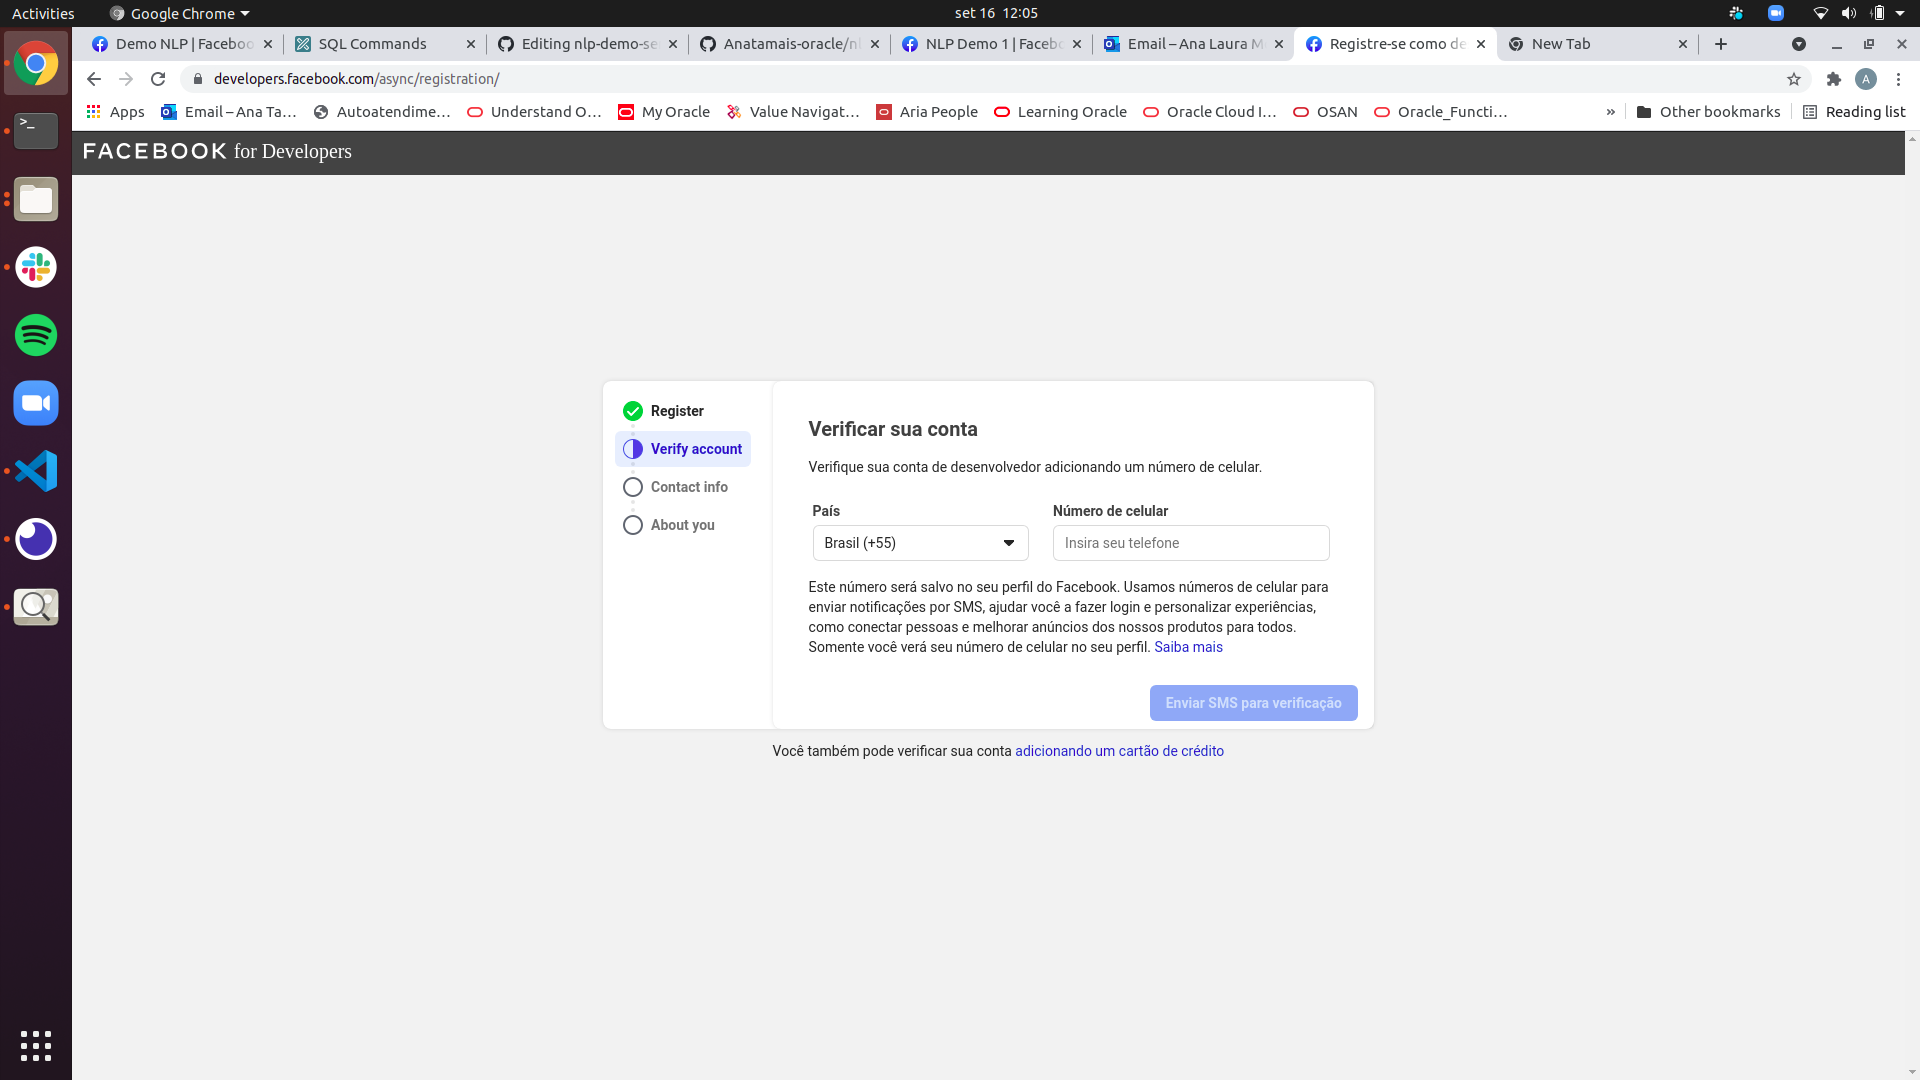 Activities
Google Chrome
set 16 12:05
Demo NLP | Faceboo
SQL Commands
Editing nlp-demo-se
Anatamais-oracle/nl
NLP Demo 1 | Facebo
Email – Ana Laura M
Registre-se como de
New Tab
developers.facebook.com/async/registration/
A
Apps
Email – Ana Ta…
Autoatendime…
Understand O…
My Oracle
Value Navigat…
Aria People
Learning Oracle
Oracle Cloud I…
OSAN
Oracle_Functi…
»
Other bookmarks
Reading list
FACEBOOK for Developers
Register
Verify account
Contact info
About you
Verificar sua conta
Verifique sua conta de desenvolvedor adicionando um número de celular.
País
Número de celular
Brasil (+55)
Insira seu telefone
Este número será salvo no seu perfil do Facebook. Usamos números de celular para
enviar notificações por SMS, ajudar você a fazer login e personalizar experiências,
como conectar pessoas e melhorar anúncios dos nossos produtos para todos.
Somente você verá seu número de celular no seu perfil. Saiba mais
Enviar SMS para verificação
Você também pode verificar sua conta adicionando um cartão de crédito